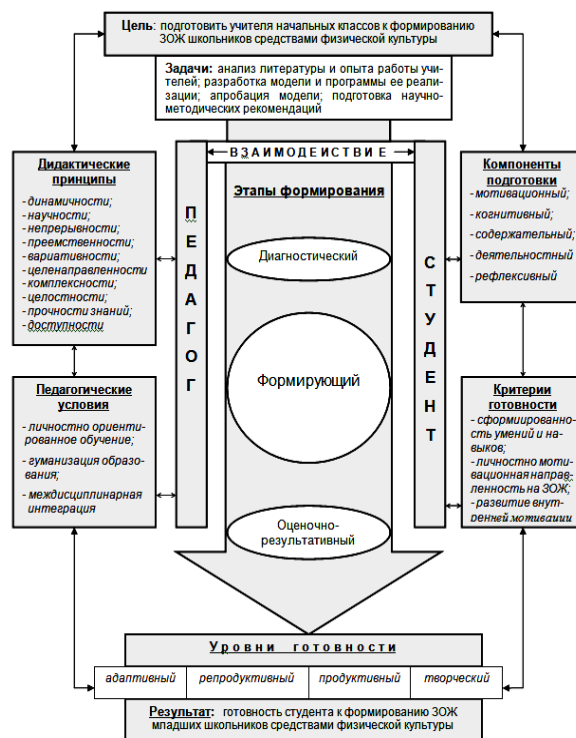 Цель: подготовить учителя начальных классов к формированию
ЗОЖ школьников средствами физической культуры
Задачи: анализ литературы и опыта работы учи-
телей; разработка модели и программы ее реали-
зации; апробация модели; подготовка научно-
методических рекомендаций
ВЗАИМОДЕЙСТВИЕ
Дидактические
принципы
- динамичности;
- научности;
- непрерывности;
- преемственности;
- вариативности;
- целенаправленности
- комплексности;
- целостности;
- прочности знаний;
- доступности
Педагогические
условия
- личностно ориенти-
рованное обучение;
- гуманизация образо-
вания;
- междисциплинарная
интеграция
ПЕДАГОГ
Этапы формирования
Диагностический
Формирующий
Оценочно-
результативный
СТУДЕНТ
Компоненты
подготовки
- мотивационный;
- когнитивный;
- содержательный;
- деятельностный
- рефлексивный
Критерии
готовности
- сформиированно-
сть умений и на-
выков;
- личностно моти-
вационная направ-
ленность на ЗОЖ;
- развитие внут-
ренней мотивации
Уровни готовности
адаптивный
репродуктивный
продуктивный
творческий
Результат: готовность студента к формированию ЗОЖ
младших школьников средствами физической культуры